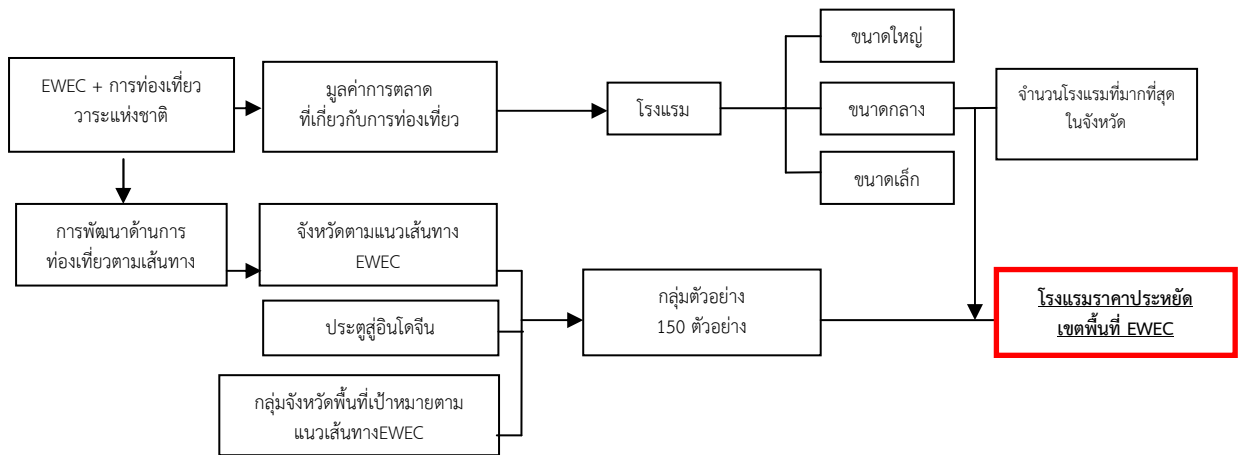 EWEC + การท่องเที่ยว
วาระแห่งชาติ
มูลค่าการตลาด
ที่เกี่ยวกับการท่องเที่ยว
โรงแรม
ขนาดใหญ่
ขนาดกลาง
ขนาดเล็ก
จำนวนโรงแรมที่มากที่สุด
ในจังหวัด
การพัฒนาด้านการ
ท่องเที่ยวตามเส้นทาง
จังหวัดตามแนวเส้นทาง
EWEC
ประตูสู่อินโดจีน
กลุ่มจังหวัดพื้นที่เป้าหมายตาม
แนวเส้นทางEWEC
กลุ่มตัวอย่าง
150 ตัวอย่าง
โรงแรมราคาประหยัด
เขตพื้นที่ EWEC